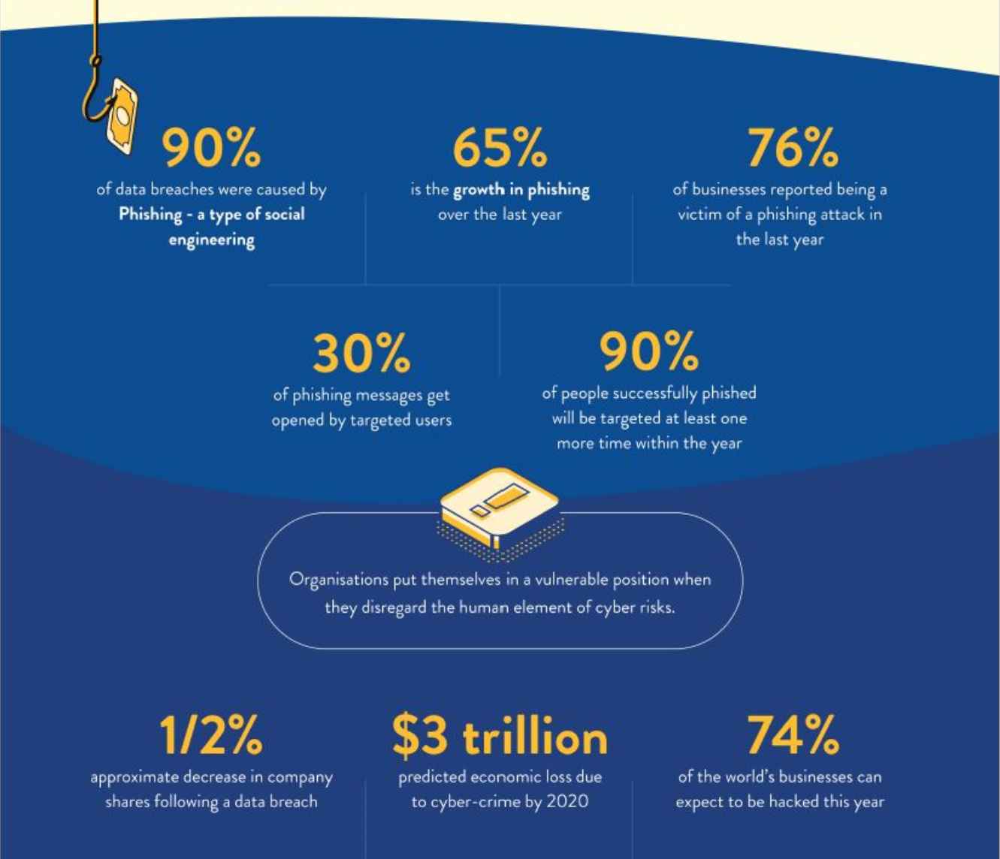 90%
of data breaches were caused by
Phishing - a type of social
engineering
65%
is the growth in phishing
over the last year
76%
of businesses reported being a
victim of a phishing attack in
the last year
30%
of phishing messages get
opened by targeted users
90%
of people successfully phished
will be targeted at least one
more time within the year
Organisations put themselves in a vulnerable position when
they disregard the human element of cyber risks.
1/2%
approximate decrease in company
shares following a data breach
$3 trillion
predicted economic loss due
to cyber-crime by 2020
74%
of the world's businesses can
expect to be hacked this year